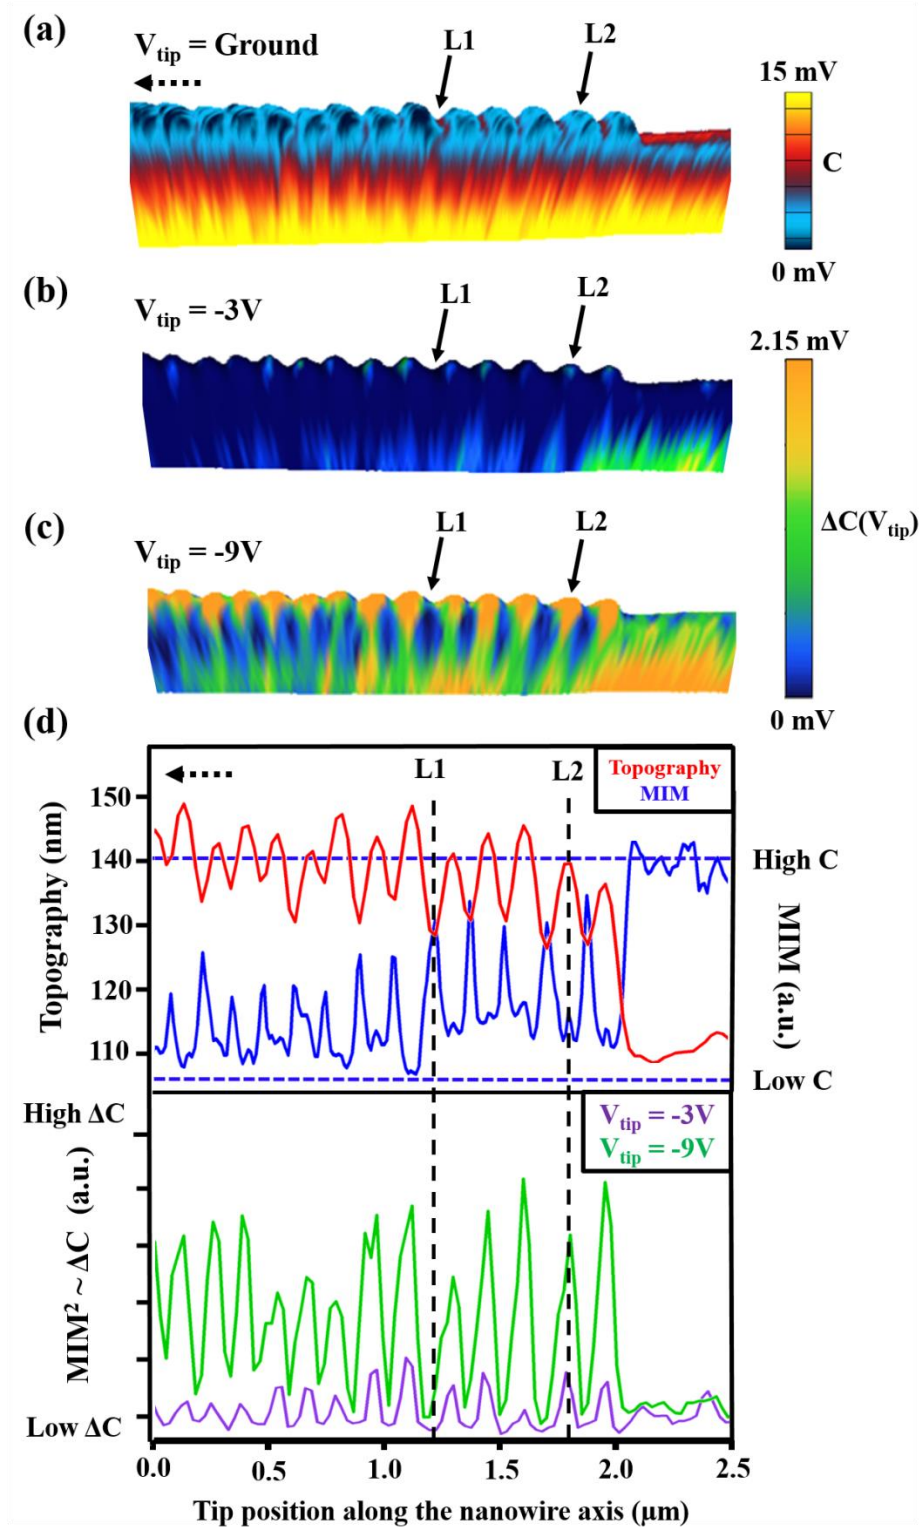 (a)
V_tip = Ground
L1
L2
15 mV
C
0 mV
(b)
V_tip = -3V
L1
L2
2.15 mV
(c)
V_tip = -9V
L1
L2
ΔC(V_tip)
0 mV
(d)
L1
L2
Topography
MIM
150
140
130
120
110
Topography (nm)
High C
MIM (a.u.)
Low C
High ΔC
V_tip = -3V
V_tip = -9V
MIM² ~ ΔC (a.u.)
Low ΔC
0.0 0.5 1.0 1.5 2.0 2.5
Tip position along the nanowire axis (μm)